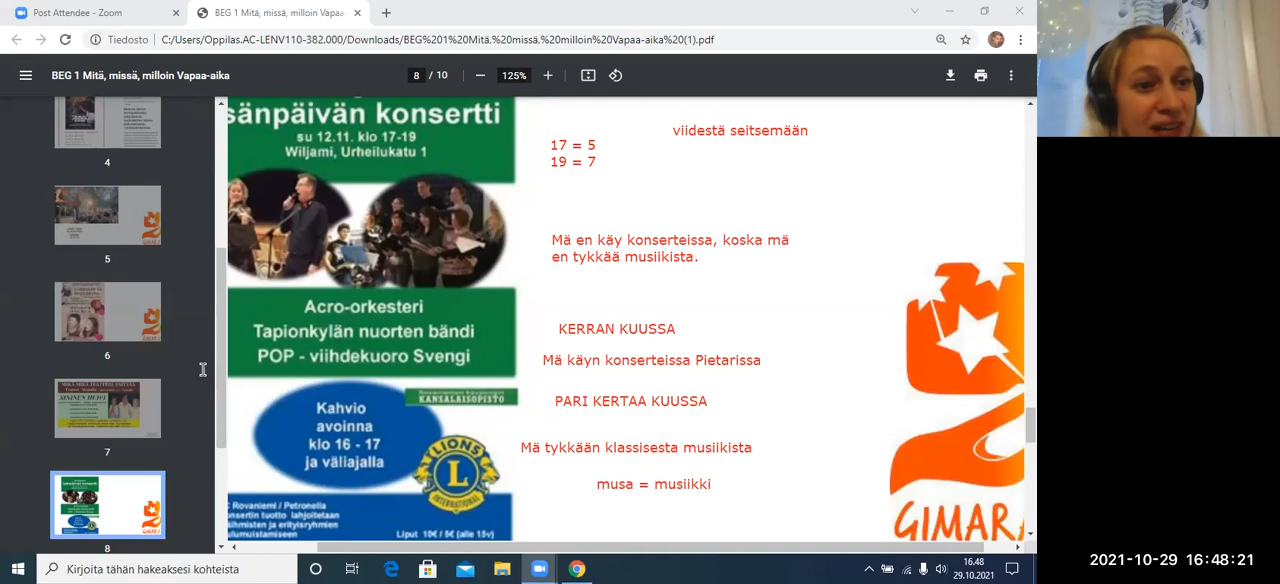 Post Attendee - Zoom
BEG 1 Mitä, missä, milloin Vapaa-
Tiedosto
C:/Users/Oppilas.AC-LENV110-382.000/Downloads/BEG%201%20Mitä,%20missä,%20milloin%20Vapaa-aika%20(1).pdf
BEG 1 Mitä, missä, milloin Vapaa-aika
8 / 10
125%
4
5
6
7
8
sänpäivän konsertti
su 12.11. klo 17-19
Wiljami, Urheilukatu 1
Acro-orkesteri
Tapionkylän nuorten bändi
POP - viihdekuoro Svengi
KANSALAISOPISTO
Kahvio
avoinna
klo 16 - 17
ja väliajalla
LIONS
L
INTERNATIONAL
Rovaniemi / Petronella
onsertin tuotto lahjoitetaan
ja erityisryhmien
Liput 10€ / 5€ (alle 15v)
viidestä seitsemään
17 = 5
19 = 7
Mä en käy konserteissa, koska mä
en tykkää musiikista.
KERRAN KUUSSA
Mä käyn konserteissa Pietarissa
PARI KERTAA KUUSSA
Mä tykkään klassisesta musiikista
musa = musiikki
GIMARA
Kirjoita tähän hakeaksesi kohteista
16.48
29.10.2021
2021-10-29 16:48:21